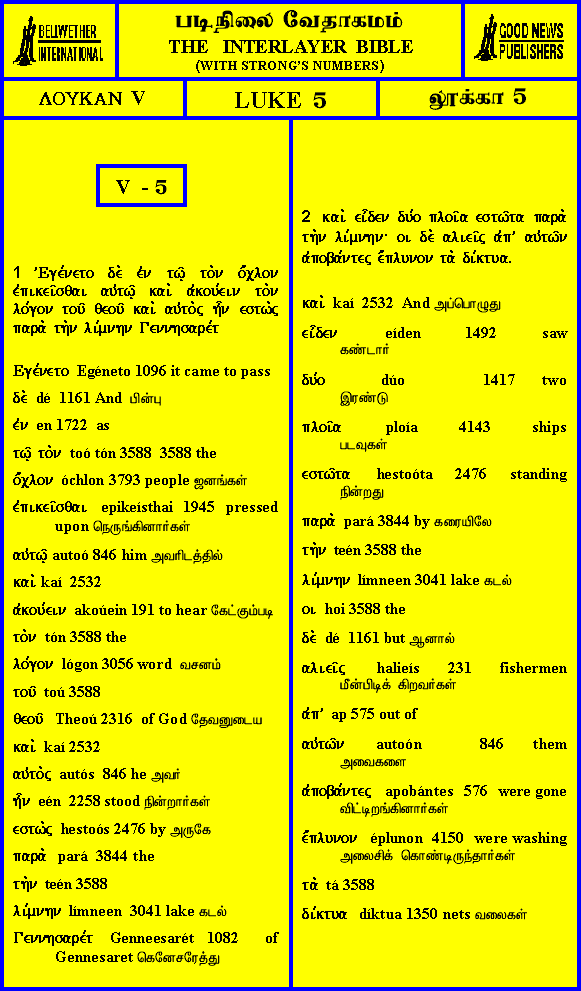 BELLWETHER
INTERNATIONAL
படிநிலை வேதாகமம்
THE INTERLAYER BIBLE
(WITH STRONG'S NUMBERS)
GOOD NEWS
PUBLISHERS
ΛΟΥΚΑΝ V
LUKE 5
லூக்கா 5
V - 5
1 Ἐγένετο δὲ ἐν τῷ τὸν ὄχλον
ἐπικεῖσθαι αὐτῷ καὶ ἀκούειν τὸν
λόγον τοῦ θεοῦ καὶ αὐτὸς ἦν εστὼς
παρὰ τὴν λίμνην Γεννησαρέτ
Εγένετο Egéneto 1096 it came to pass
δὲ dé 1161 And பின்பு
ἐν en 1722 as
τῷ τὸν toó tón 3588 3588 the
ὄχλον óchlon 3793 people ஜனங்கள்
ἐπικεῖσθαι epikeísthai 1945 pressed
upon நெருங்கினார்கள்
αὐτῷ autoó 846 him அவரிடத்தில்
καὶ kaí 2532
ἀκούειν akoúein 191 to hear கேட்கும்படி
τὸν tón 3588 the
λόγον lógon 3056 word வசனம்
τοῦ toú 3588
θεοῦ Theoú 2316 of God தேவனுடைய
καὶ kaí 2532
αὐτὸς autós 846 he அவர்
ἦν eén 2258 stood நின்றார்கள்
εστὼς hestoós 2476 by அருகே
παρὰ pará 3844 the
τὴν teén 3588
λίμνην límneen 3041 lake கடல்
Γεννησαρέτ Genneesarét 1082 of
Gennesaret கெனேசரேத்து
2 καὶ εἶδεν δύο πλοῖα εστῶτα παρὰ
τὴν λίμνην· οι δὲ αλιεῖς ἀπ' αὐτῶν
ἀποβάντες ἔπλυνον τὰ δίκτυα.
καὶ kaí 2532 And அப்பொழுது
εἶδεν eíden 1492 saw
கண்டார்
δύο dúo 1417 two
இரண்டு
πλοῖα ploía 4143 ships
படவுகள்
εστῶτα hestoóta 2476 standing
நின்றது
παρὰ pará 3844 by கரையிலே
τὴν teén 3588 the
λίμνην límneen 3041 lake கடல்
οι hoi 3588 the
δὲ dé 1161 but ஆனால்
αλιεῖς halieís 231 fishermen
மீன்பிடிக் கிறவர்கள்
ἀπ' ap 575 out of
αὐτῶν autoón 846 them
அவைகளை
ἀποβάντες apobántes 576 were gone
விட்டிறங்கினார்கள்
ἔπλυνον éplunon 4150 were washing
அலைசிக் கொண்டிருந்தார்கள்
τὰ tá 3588
δίκτυα díktua 1350 nets வலைகள்